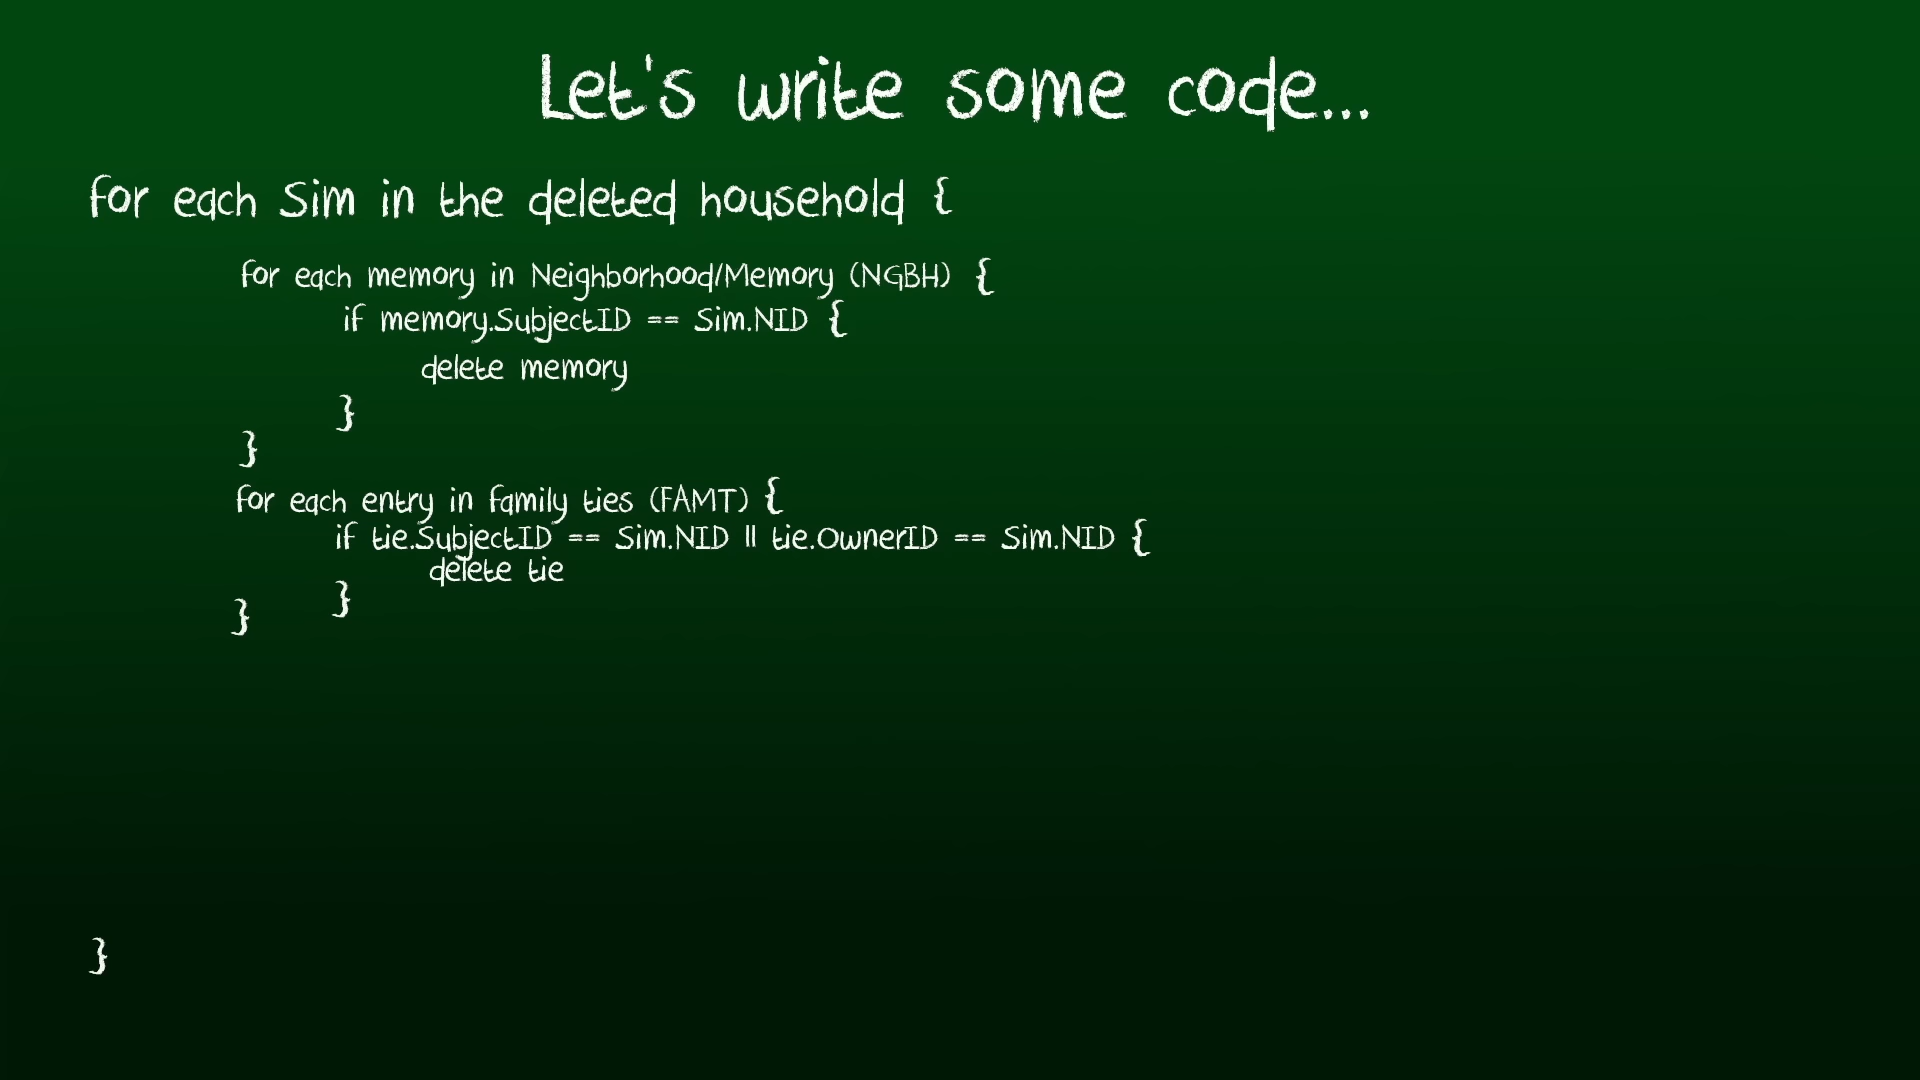 Let's write some code...
for each Sim in the deleted household {
for each memory in Neighborhood/Memory (NGBH) {
if memory.SubjectID == Sim.NID {
delete memory
}
}
for each entry in family ties (FAMT) {
if tie.SubjectID == Sim.NID || tie.OwnerID == Sim.NID {
delete tie
}
}
}